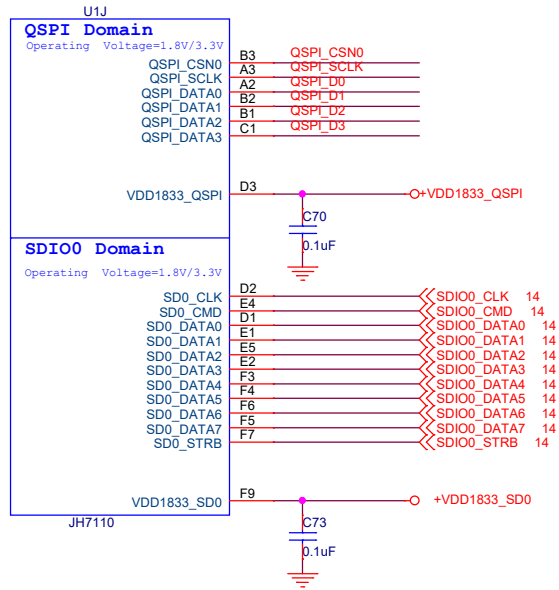 U1J
QSPI Domain
Operating Voltage=1.8V/3.3V
QSPI_CSN0 B3 QSPI_CSN0
QSPI_SCLK A3 QSPI_SCLK
QSPI_DATA0 A2 QSPI_D0
QSPI_DATA1 B2 QSPI_D1
QSPI_DATA2 B1 QSPI_D2
QSPI_DATA3 C1 QSPI_D3
VDD1833_QSPI D3 +VDD1833_QSPI
C70
0.1uF
SDIO0 Domain
Operating Voltage=1.8V/3.3V
SD0_CLK D2 SDIO0_CLK 14
SD0_CMD E4 SDIO0_CMD 14
SD0_DATA0 D1 SDIO0_DATA0 14
SD0_DATA1 E1 SDIO0_DATA1 14
SD0_DATA2 E5 SDIO0_DATA2 14
SD0_DATA3 E2 SDIO0_DATA3 14
SD0_DATA4 F3 SDIO0_DATA4 14
SD0_DATA5 F4 SDIO0_DATA5 14
SD0_DATA6 F6 SDIO0_DATA6 14
SD0_DATA7 F5 SDIO0_DATA7 14
SD0_STRB F7 SDIO0_STRB 14
VDD1833_SD0 F9 +VDD1833_SD0
JH7110
C73
0.1uF